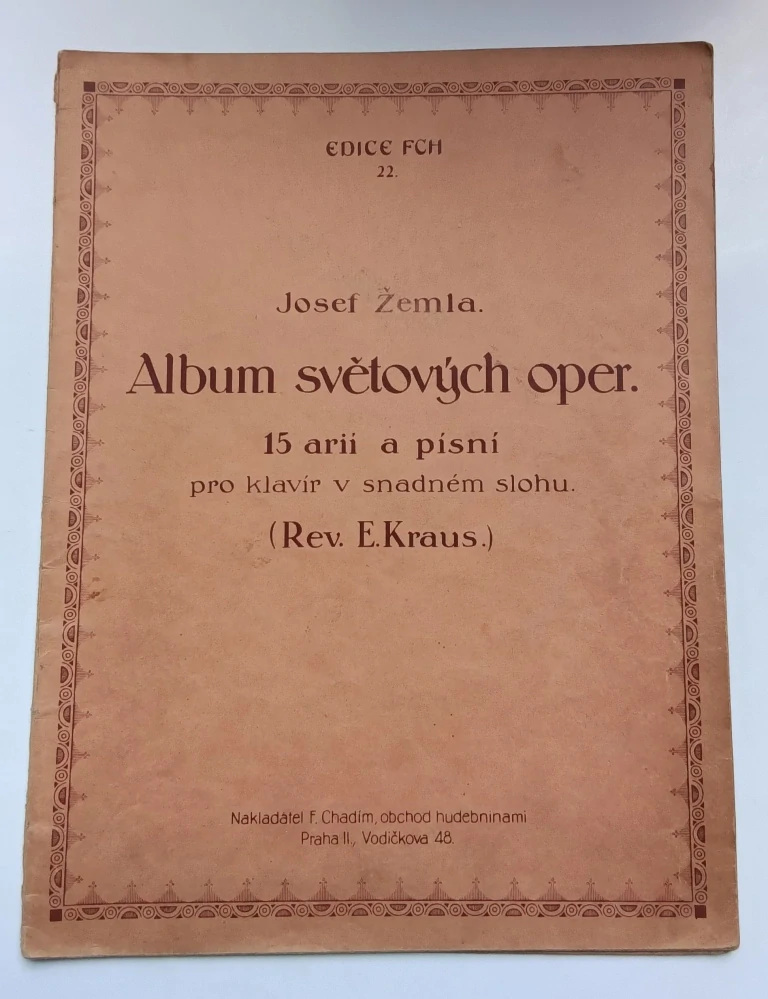 EDICE FCH
22.
Josef Žemla.
Album světových oper.
15 arií a písní
pro klavír v snadném slohu.
(Rev. E.Kraus.)
Nakladatel F. Chadím, obchod hudebninami
Praha II., Vodičkova 48.